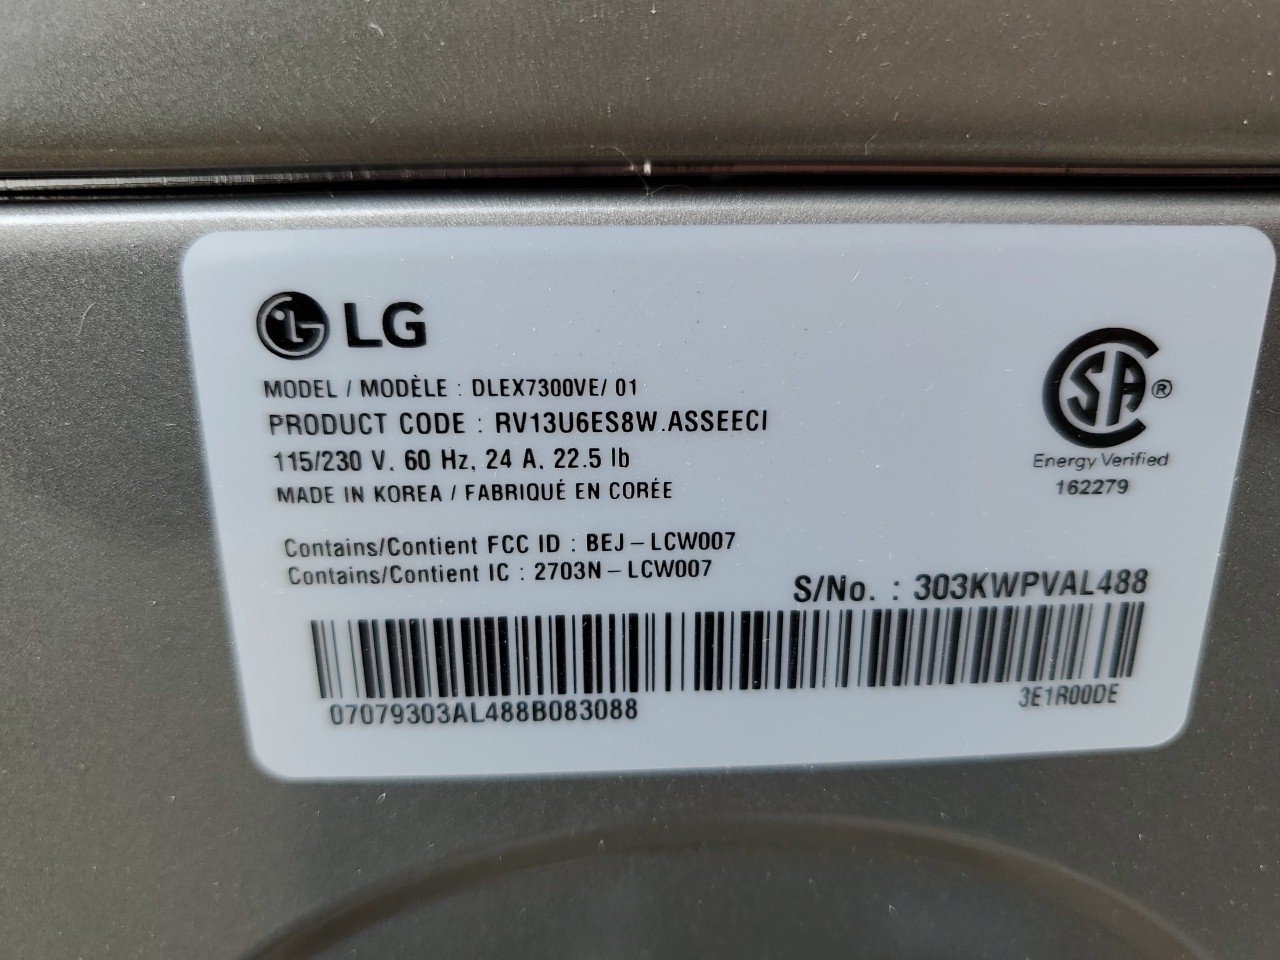 LG
MODEL / MODÈLE : DLEX7300VE/ 01
PRODUCT CODE : RV13U6ES8W.ASSEECI
115/230 V, 60 Hz, 24 A, 22.5 lb
MADE IN KOREA / FABRIQUÉ EN CORÉE
SA®
Energy Verified
162279
Contains/Contient FCC ID : BEJ–LCW007
Contains/Contient IC : 2703N–LCW007
S/No. : 303KWPVAL488
07079303AL488B083088
3E1R00DE